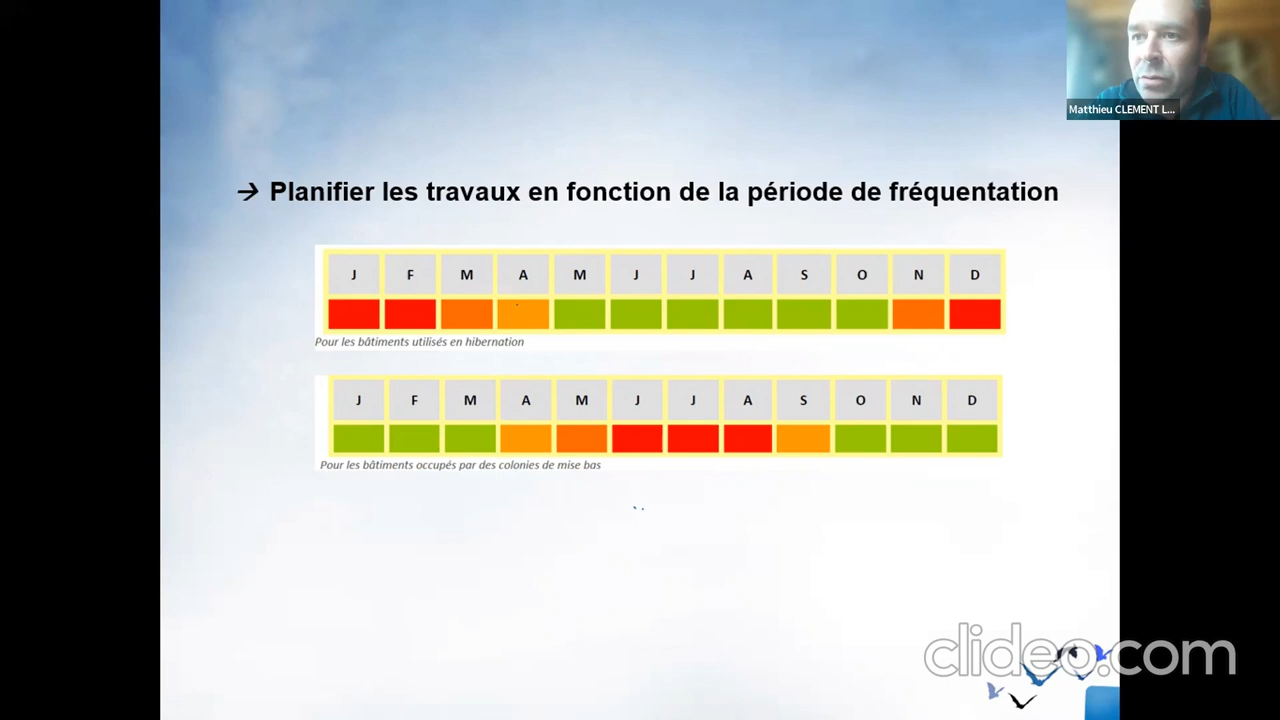 Matthieu CLEMENT L...
→ Planifier les travaux en fonction de la période de fréquentation
J F M A M J J A S O N D
Pour les bâtiments utilisés en hibernation
J F M A M J J A S O N D
Pour les bâtiments occupés par des colonies de mise bas
clideo.com